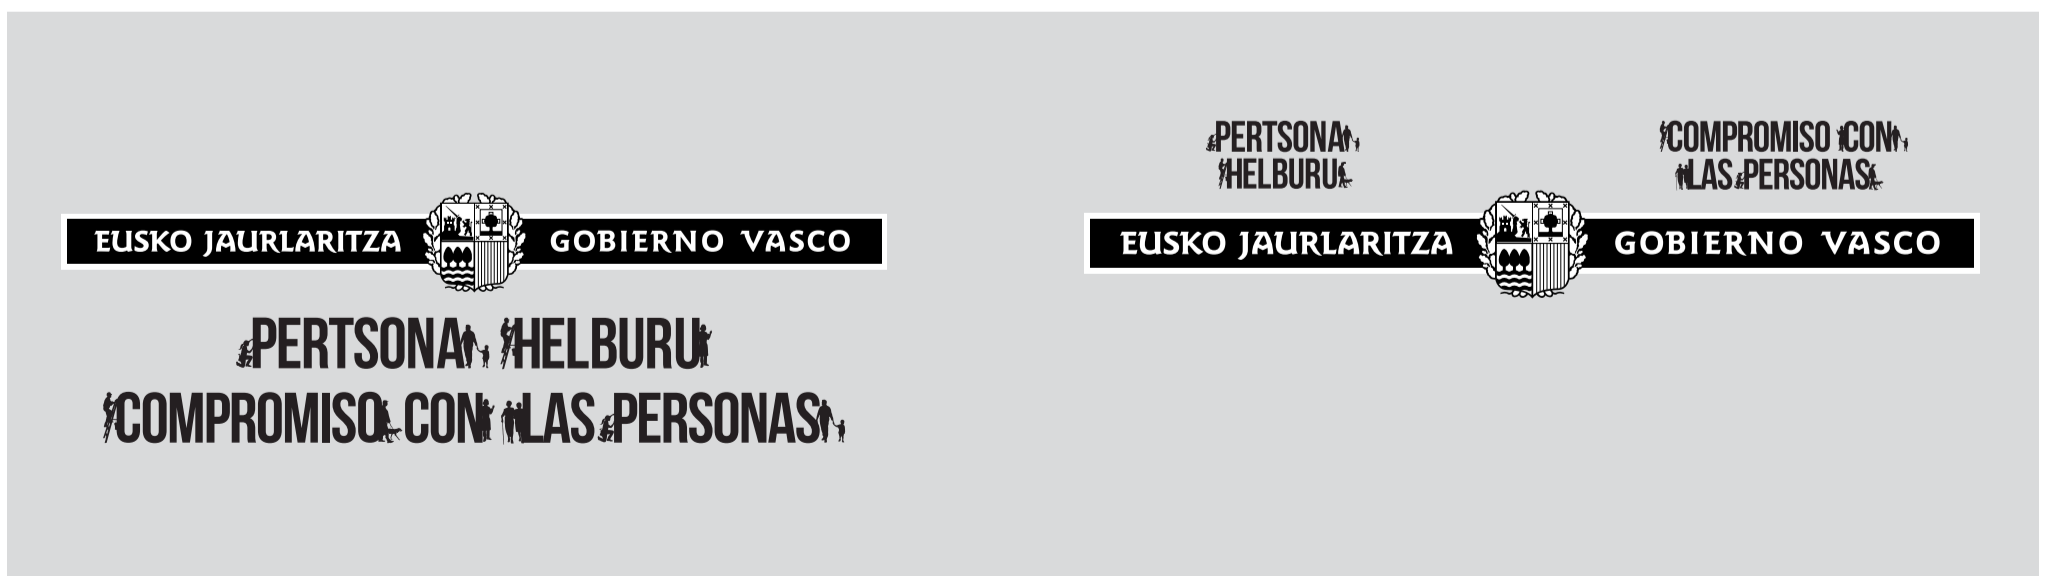 EUSKO JAURLARITZA GOBIERNO VASCO
PERTSONA HELBURU
COMPROMISO CON LAS PERSONAS
PERTSONA
HELBURU
COMPROMISO CON
LAS PERSONAS
EUSKO JAURLARITZA GOBIERNO VASCO